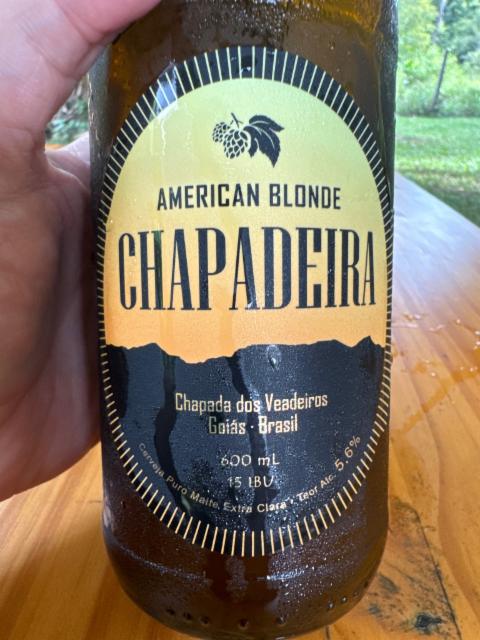 AMERICAN BLONDE
CHAPADEIRA
Chapada dos Veadeiros
Goiás · Brasil
600 mL
15 IBU
Cerveja Puro Malte, Extra Clara · Teor Alc. 5,6%